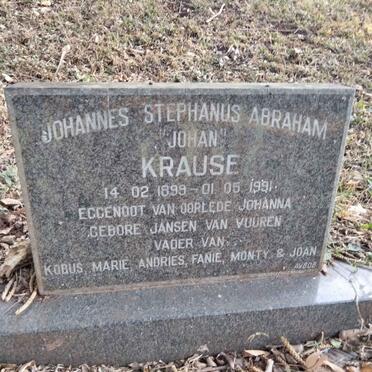 JOHANNES STEPHANUS ABRAHAM
"JOHAN"
KRAUSE
14. 02. 1899 - 01. 05. 1991
EGGENOOT VAN OORLEDE JOHANNA
GEBORE JANSEN VAN VUUREN
VADER VAN
KOBUS, MARIE, ANDRIES, FANIE, MONTY, & JOAN
AVBOB